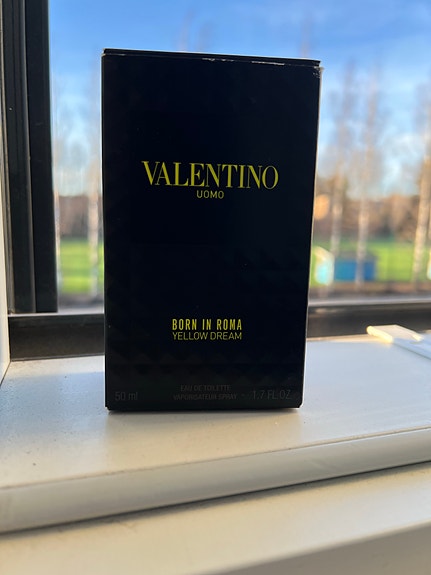 VALENTINO
UOMO
BORN IN ROMA
YELLOW DREAM
EAU DE TOILETTE
50 ml VAPORISATEUR SPRAY - 1.7 FL.OZ.